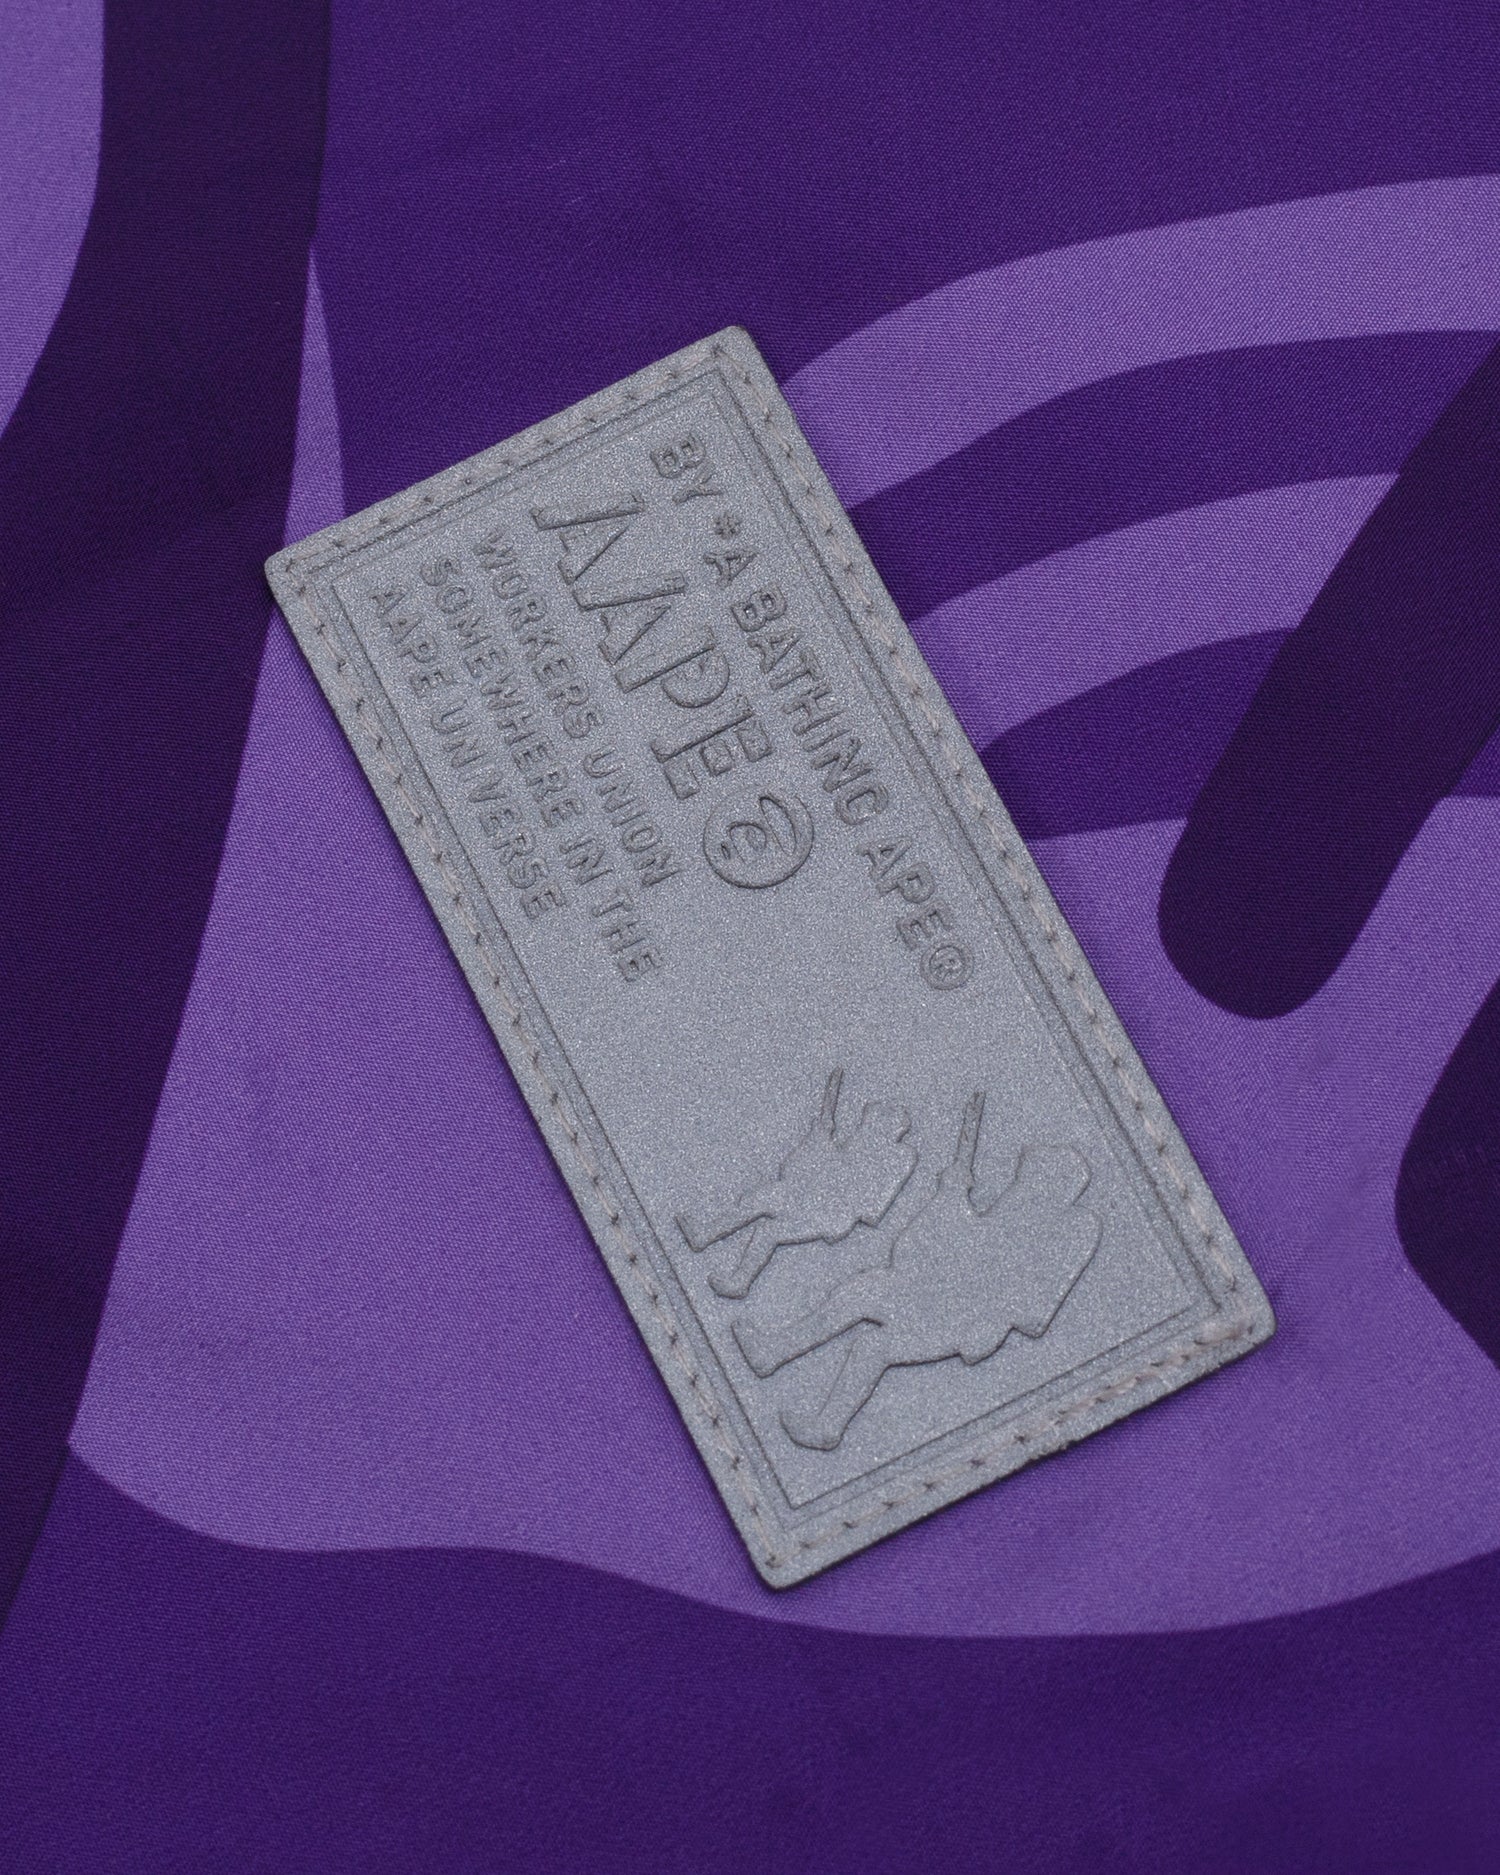 BY *A BATHING APE®
AAPE
WORKERS UNION
SOMEWHERE IN THE
AAPE UNIVERSE